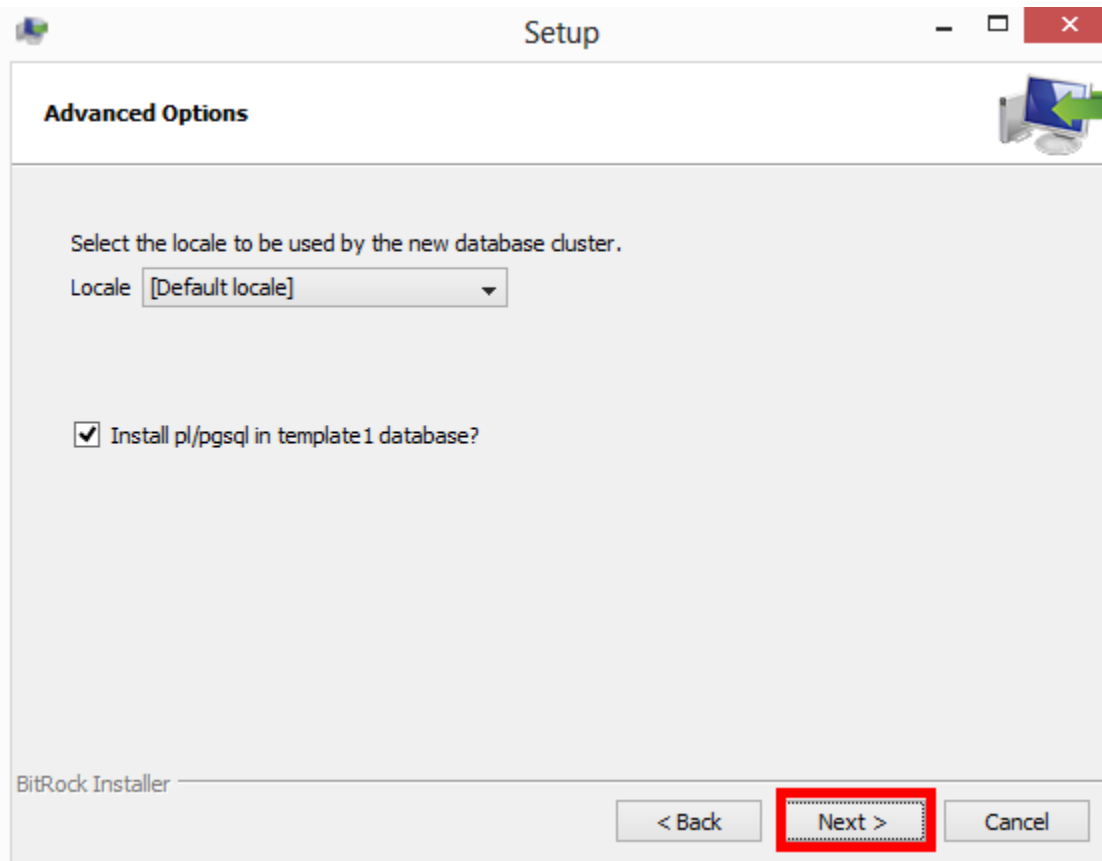 Setup
Advanced Options
Select the locale to be used by the new database cluster.
Locale [Default locale]
Install pl/pgsql in template1 database?
BitRock Installer
< Back Next > Cancel